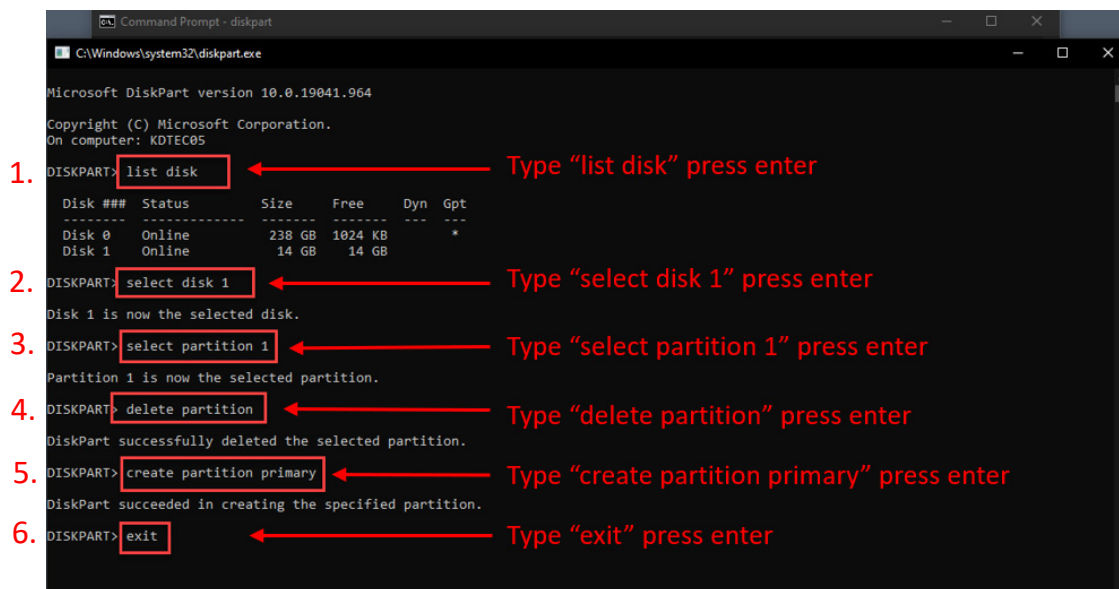 Command Prompt - diskpart
C:\Windows\system32\diskpart.exe
Microsoft DiskPart version 10.0.19041.964
Copyright (C) Microsoft Corporation.
On computer: KDTEC05
1. DISKPART> list disk Type “list disk” press enter
Disk ### Status Size Free Dyn Gpt
-------- ------------- ------- ------- --- ---
Disk 0 Online 238 GB 1024 KB *
Disk 1 Online 14 GB 14 GB
2. DISKPART> select disk 1 Type “select disk 1” press enter
Disk 1 is now the selected disk.
3. DISKPART> select partition 1 Type “select partition 1” press enter
Partition 1 is now the selected partition.
4. DISKPART> delete partition Type “delete partition” press enter
DiskPart successfully deleted the selected partition.
5. DISKPART> create partition primary Type “create partition primary” press enter
DiskPart succeeded in creating the specified partition.
6. DISKPART> exit Type “exit” press enter